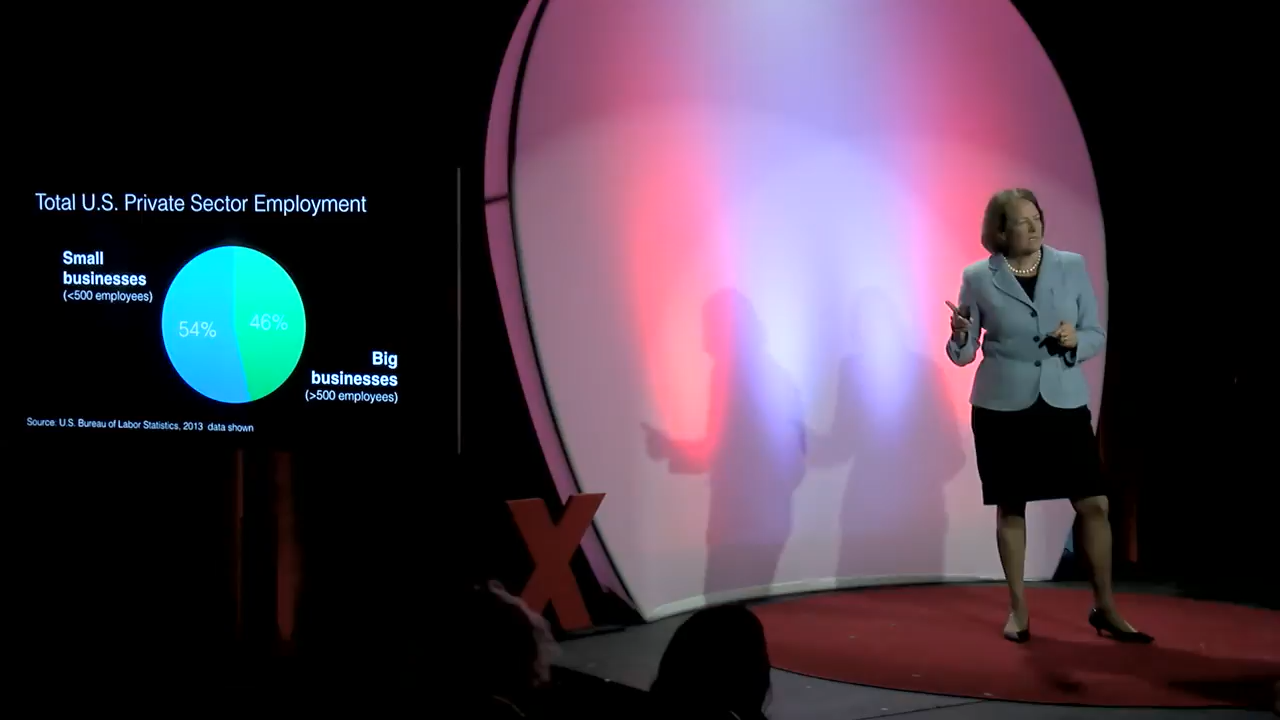 Total U.S. Private Sector Employment
Small
businesses
(<500 employees)
54%
46%
Big
businesses
(>500 employees)
Source: U.S. Bureau of Labor Statistics, 2013 data shown
X